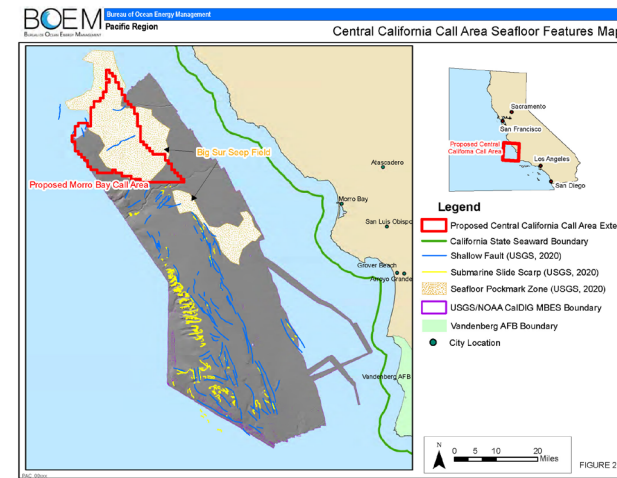 BOEM
BUREAU OF OCEAN ENERGY MANAGEMENT
Bureau of Ocean Energy Management
Pacific Region
Central California Call Area Seafloor Features Map
Big Sur Seep Field
Proposed Morro Bay Call Area
Atascadero
Morro Bay
San Luis Obispo
Grover Beach
Arroyo Grande
Vandenberg AFB
Sacramento
San Francisco
Proposed Central
California Call Area
Los Angeles
San Diego
Legend
Proposed Central California Call Area Exte
California State Seaward Boundary
Shallow Fault (USGS, 2020)
Submarine Slide Scarp (USGS, 2020)
Seafloor Pockmark Zone (USGS, 2020)
USGS/NOAA CalDIG MBES Boundary
Vandenberg AFB Boundary
City Location
N
0 5 10 20
Miles
FIGURE 2